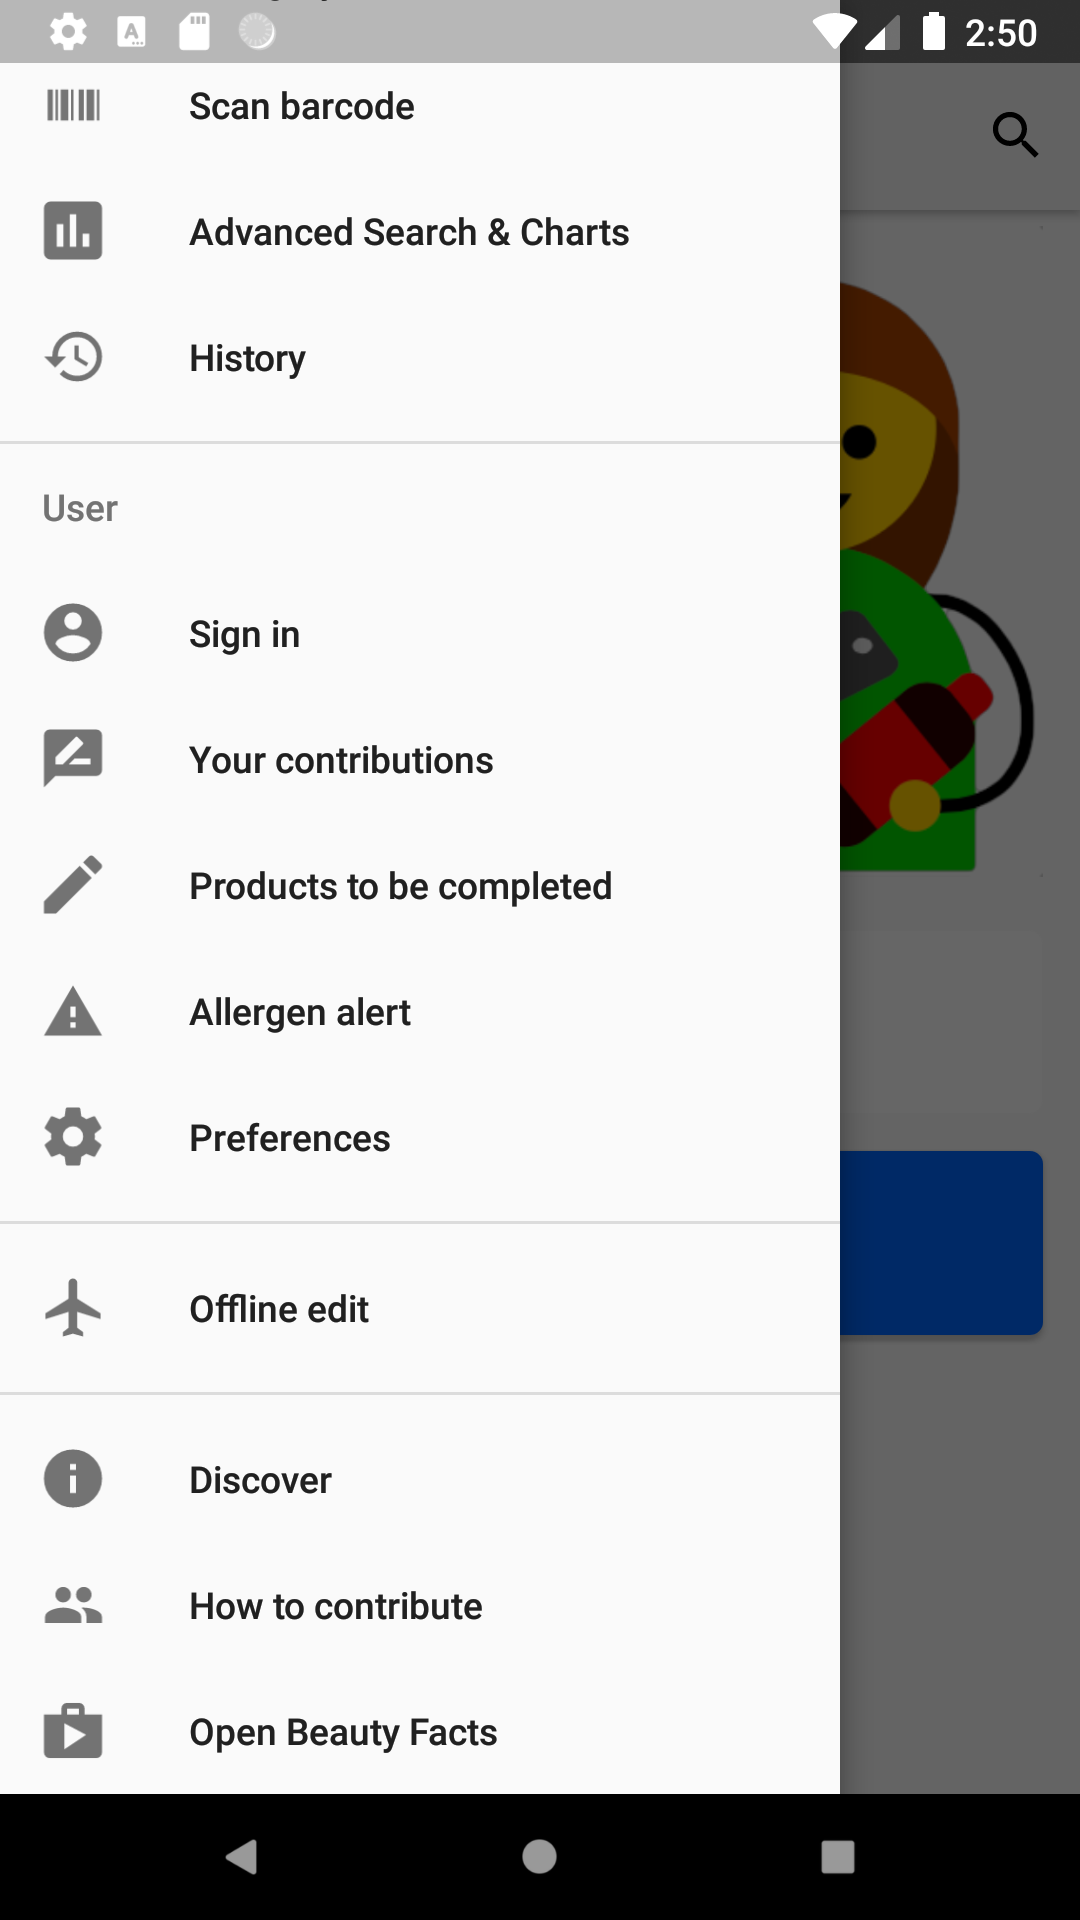 2:50
Scan barcode
Advanced Search & Charts
History
User
Sign in
Your contributions
Products to be completed
Allergen alert
Preferences
Offline edit
Discover
How to contribute
Open Beauty Facts